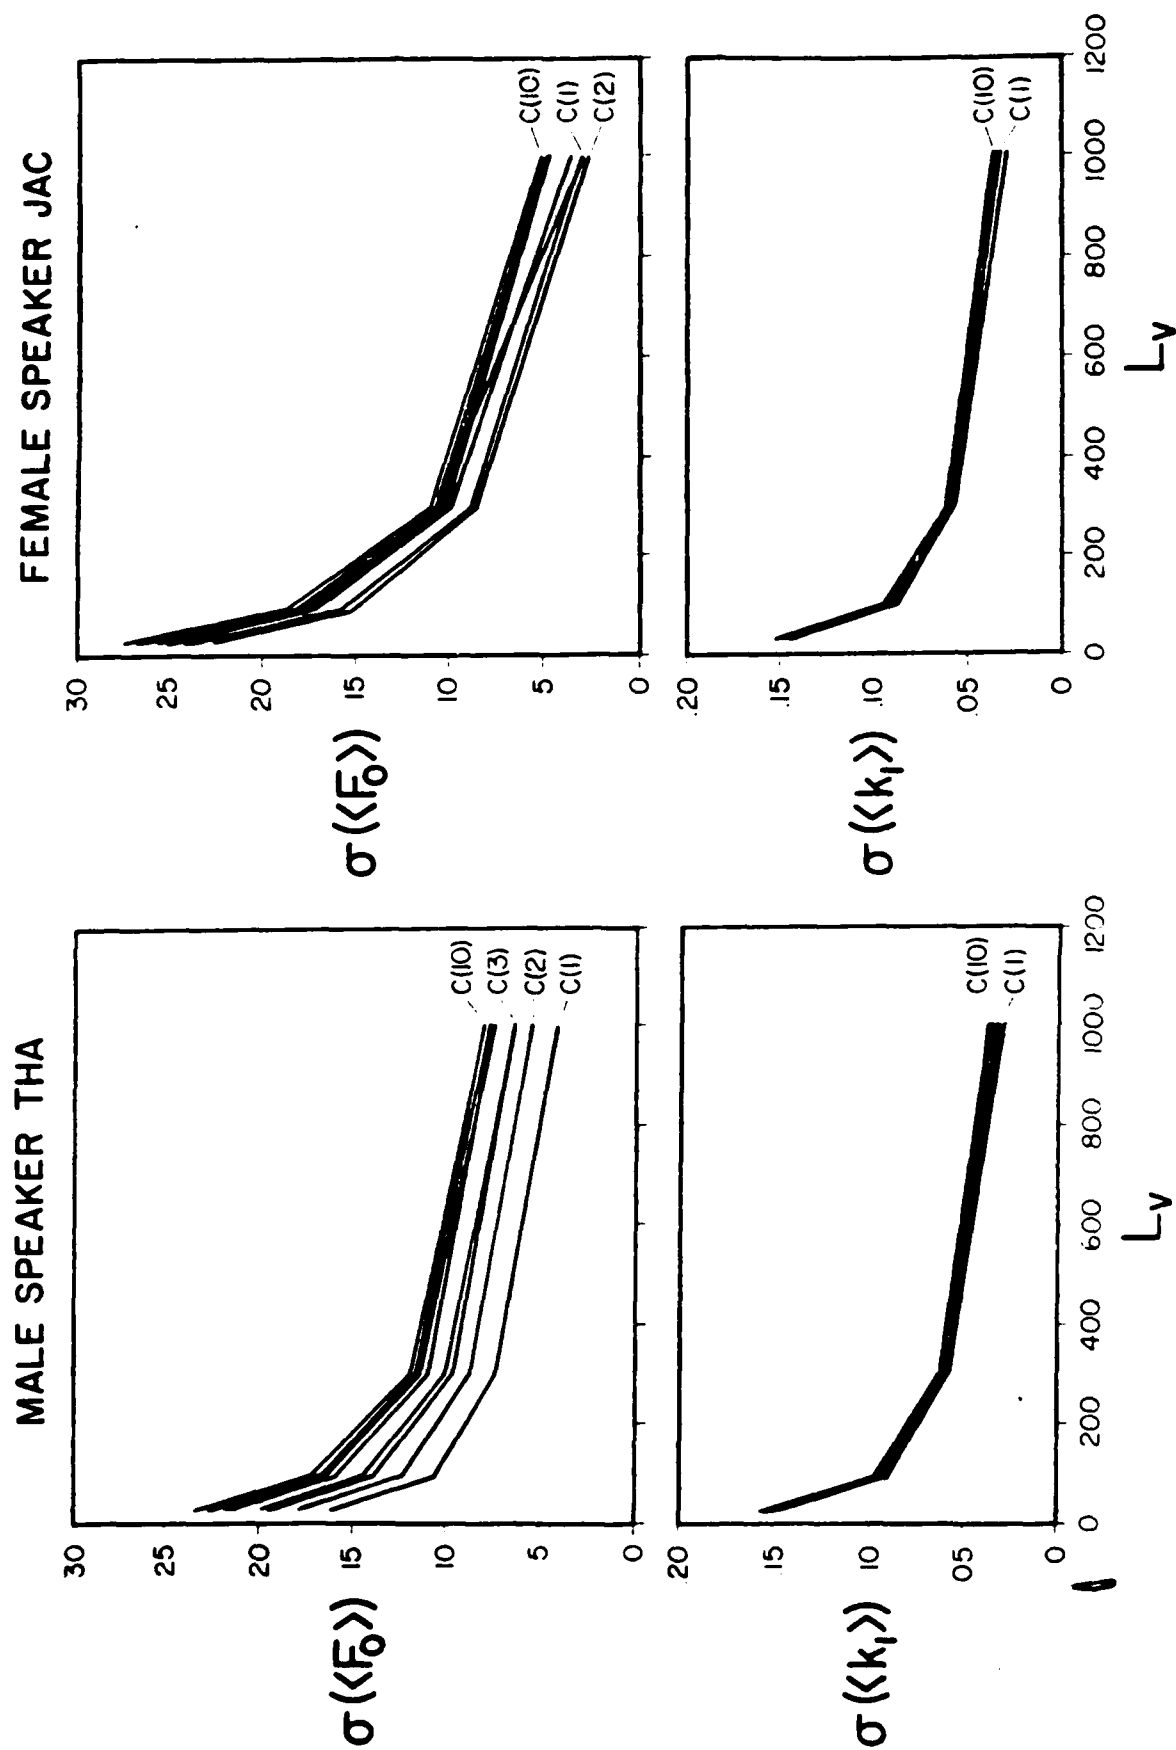 MALE SPEAKER THA
σ(⟨F₀⟩)
30
25
20
15
10
5
0
C(10)
C(3)
C(2)
C(1)
σ(⟨k₁⟩)
.20
.15
.10
.05
0
C(10)
C(1)
0 200 400 600 800 1000 1200
Lᵥ
FEMALE SPEAKER JAC
σ(⟨F₀⟩)
30
25
20
15
10
5
0
C(10)
C(1)
C(2)
σ(⟨k₁⟩)
.20
.15
.10
.05
0
C(10)
C(1)
0 200 400 600 800 1000 1200
Lᵥ